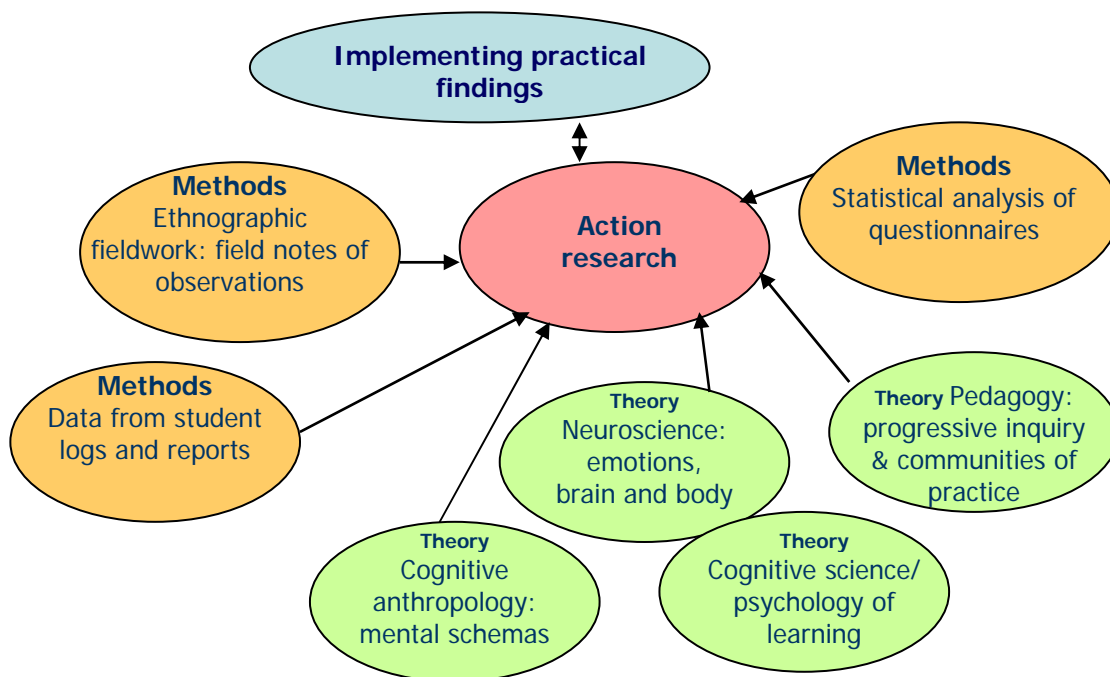 Implementing practical
findings
Methods
Ethnographic
fieldwork: field notes of
observations
Action
research
Methods
Statistical analysis of
questionnaires
Methods
Data from student
logs and reports
Theory
Neuroscience:
emotions,
brain and body
Theory Pedagogy:
progressive inquiry
& communities of
practice
Theory
Cognitive
anthropology:
mental schemas
Theory
Cognitive science/
psychology of
learning